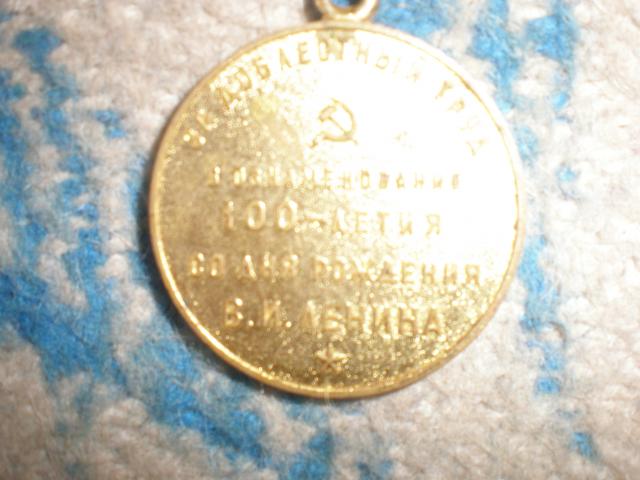 ЗА ДОБЛЕСТНЫЙ ТРУД
В ОЗНАМЕНОВАНИЕ
100-ЛЕТИЯ
СО ДНЯ РОЖДЕНИЯ
В.И.ЛЕНИНА